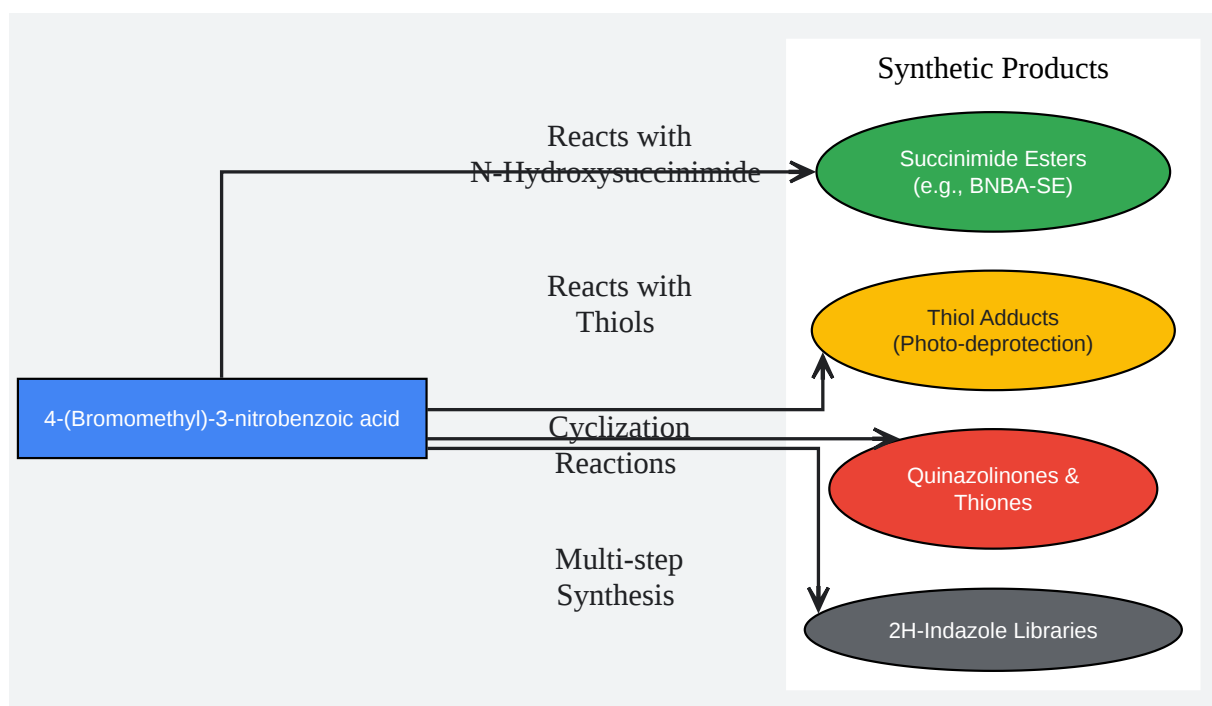 Synthetic Products
Reacts with
N-Hydroxysuccinimide
Succinimide Esters
(e.g., BNBA-SE)
Reacts with
Thiols
Thiol Adducts
(Photo-deprotection)
4-(Bromomethyl)-3-nitrobenzoic acid
Cyclization
Reactions
Quinazolinones &
Thiones
Multi-step
Synthesis
2H-Indazole Libraries